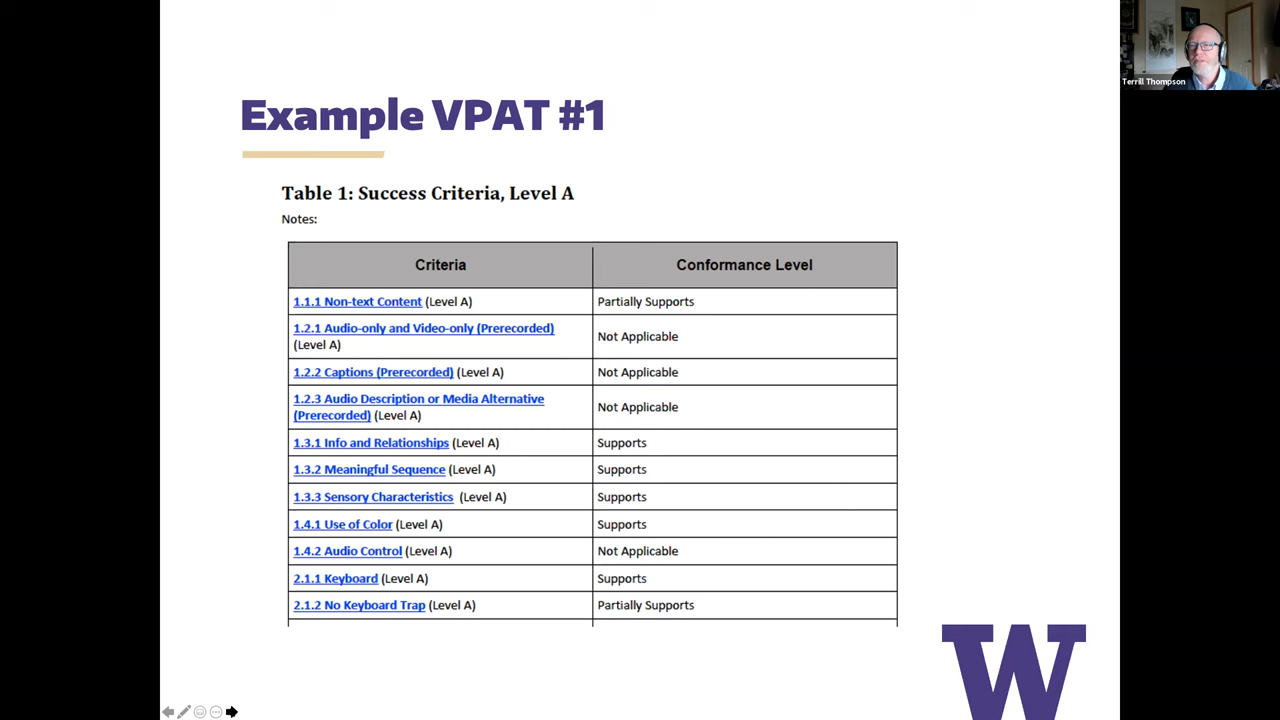 Terrill Thompson
Example VPAT #1
Table 1: Success Criteria, Level A
Notes:
Criteria
Conformance Level
1.1.1 Non-text Content (Level A)
Partially Supports
1.2.1 Audio-only and Video-only (Prerecorded)
(Level A)
Not Applicable
1.2.2 Captions (Prerecorded) (Level A)
Not Applicable
1.2.3 Audio Description or Media Alternative
(Prerecorded) (Level A)
Not Applicable
1.3.1 Info and Relationships (Level A)
Supports
1.3.2 Meaningful Sequence (Level A)
Supports
1.3.3 Sensory Characteristics (Level A)
Supports
1.4.1 Use of Color (Level A)
Supports
1.4.2 Audio Control (Level A)
Not Applicable
2.1.1 Keyboard (Level A)
Supports
2.1.2 No Keyboard Trap (Level A)
Partially Supports
W